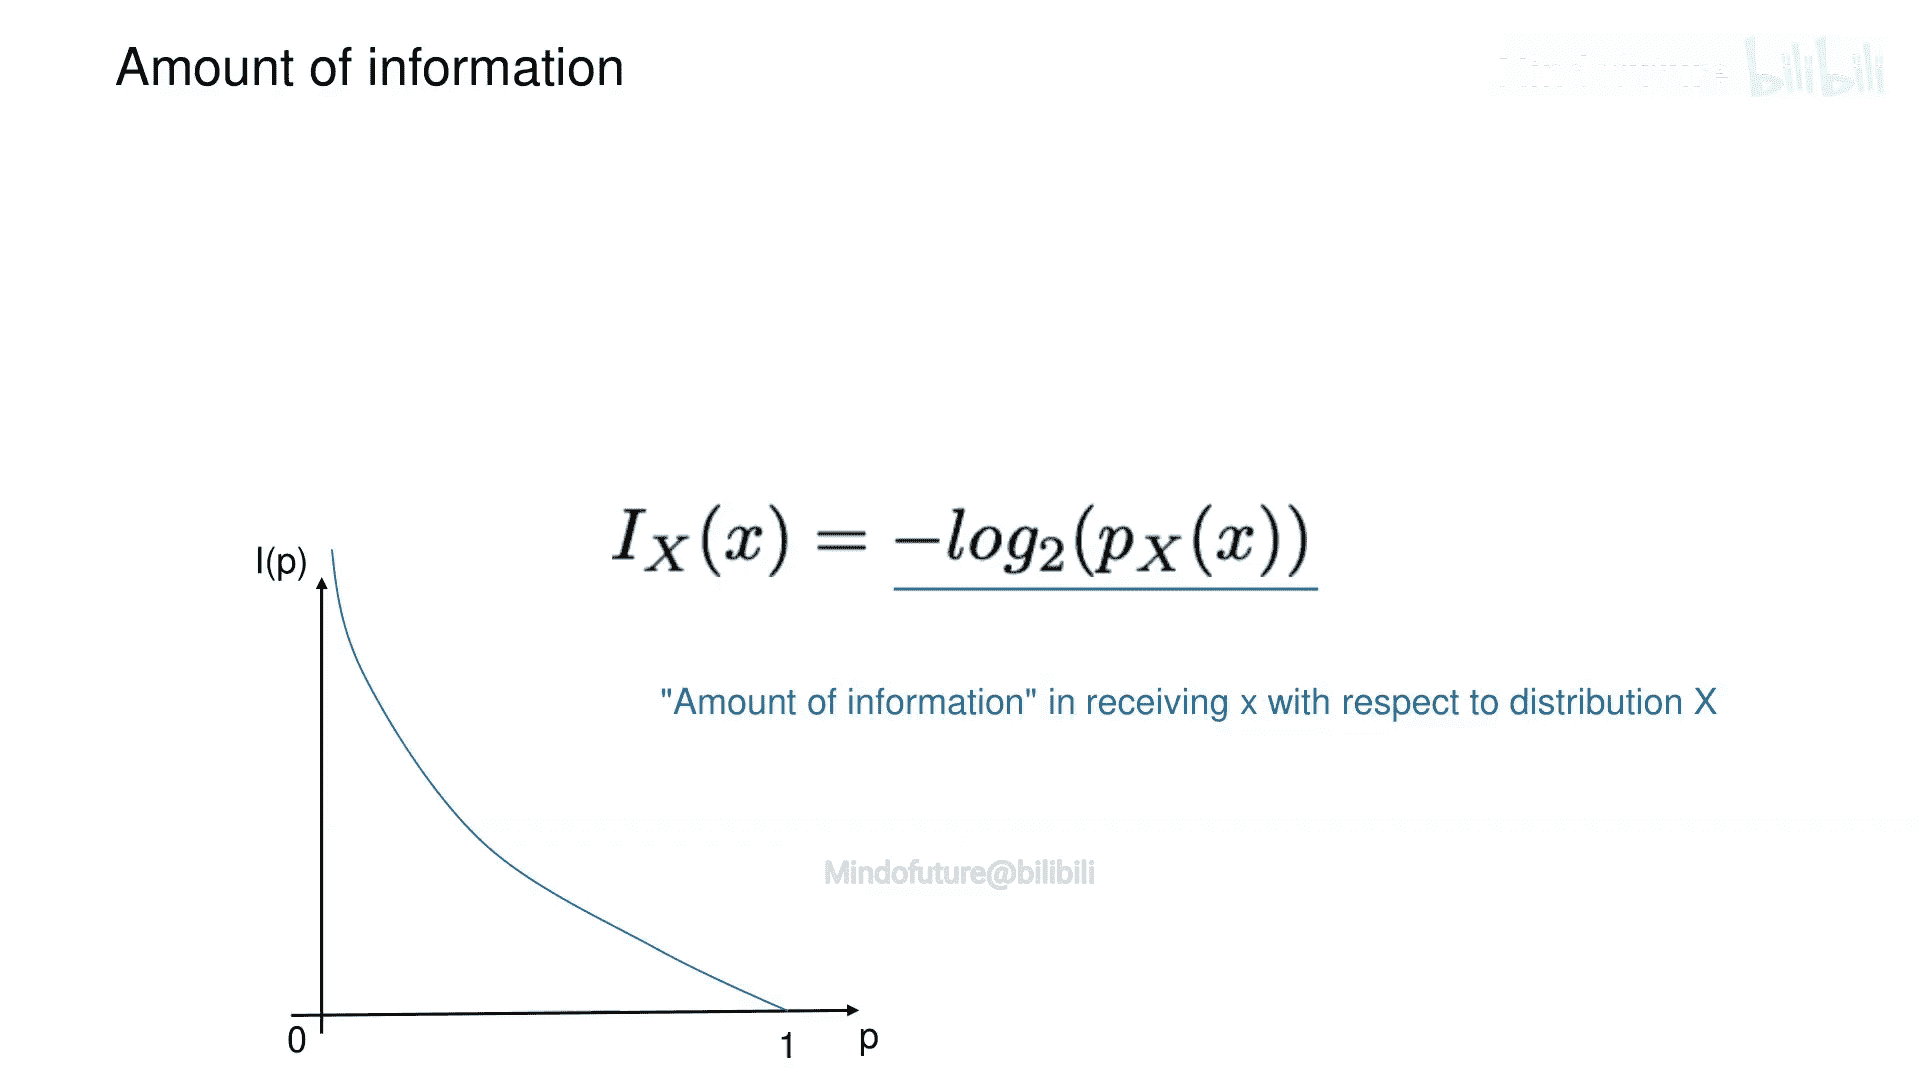 Amount of information
bilibili
I_X(x) = −log_2(p_X(x))
I(p)
"Amount of information" in receiving x with respect to distribution X
Mindofuture@bilibili
0
1
p